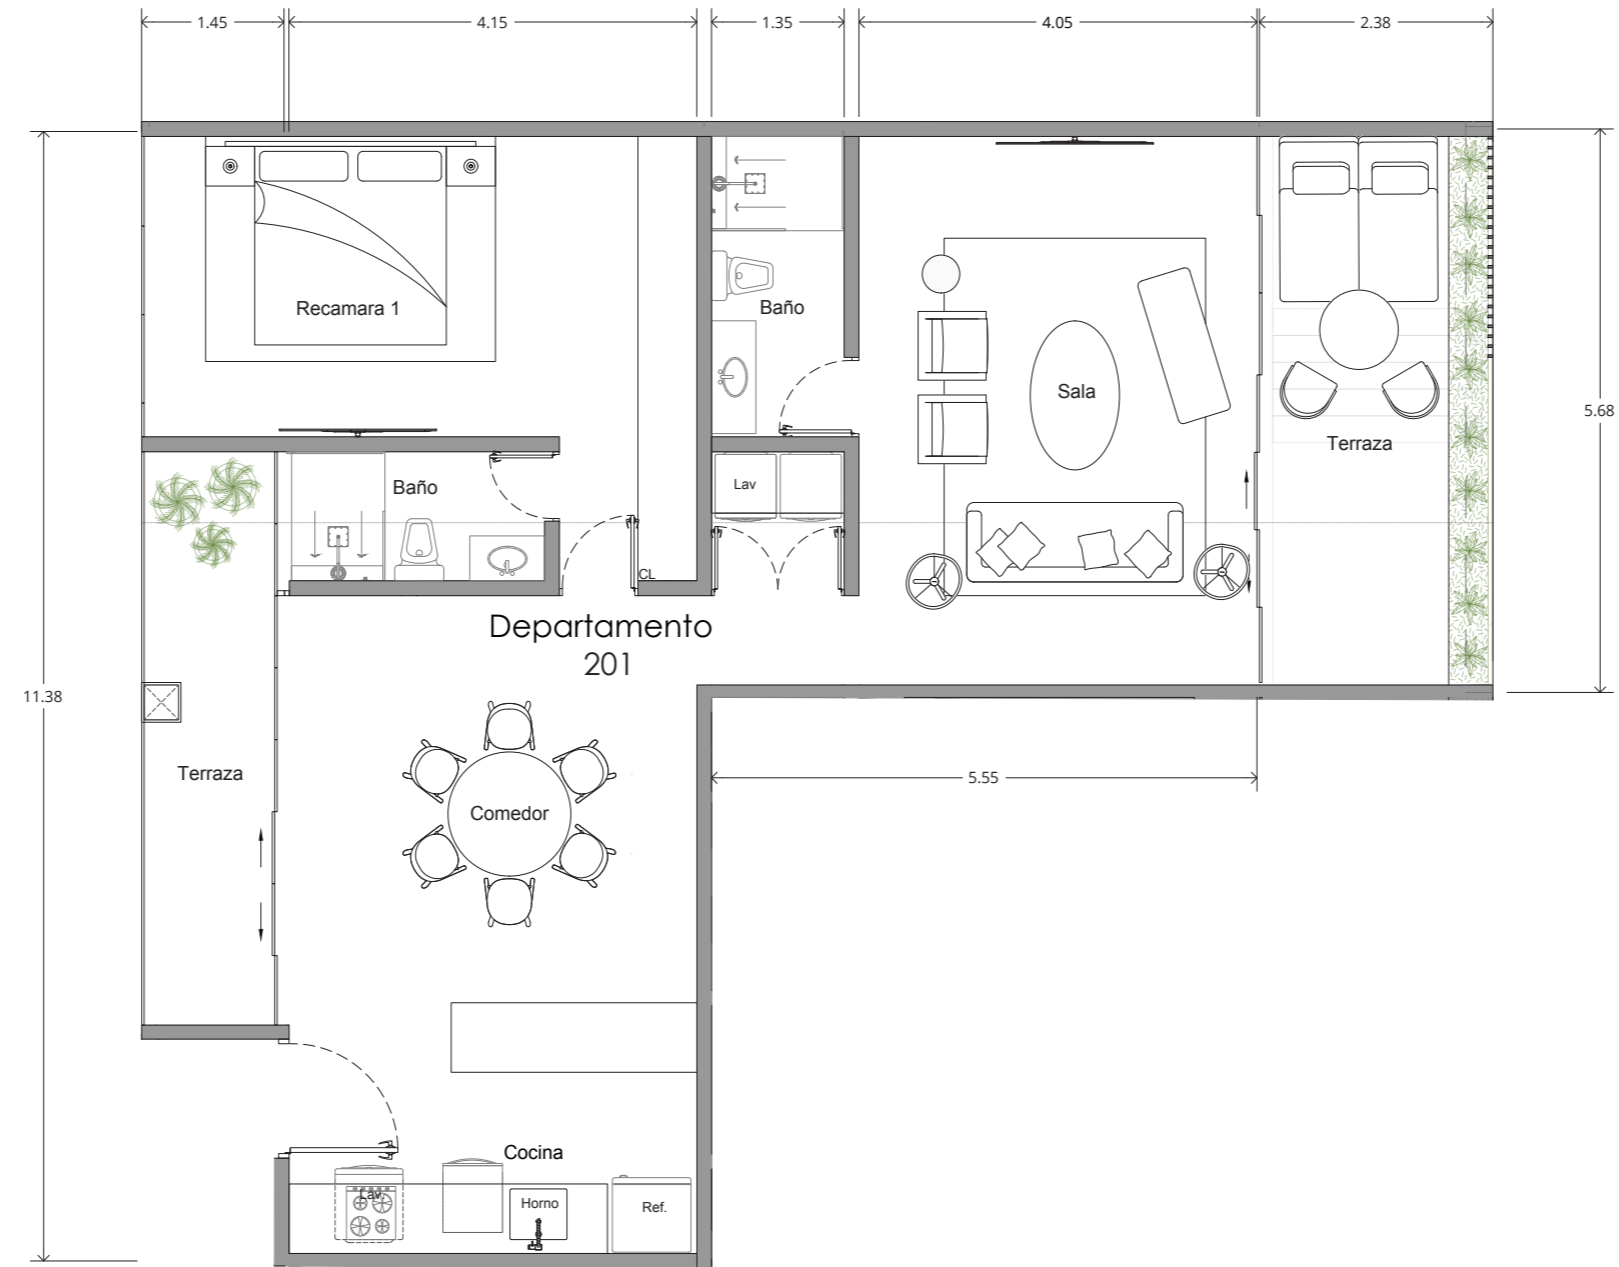 1.45
4.15
1.35
4.05
2.38
Recamara 1
Baño
Sala
Terraza
5.68
Baño
Lav
CL
Departamento
201
11.38
Terraza
Comedor
5.55
Cocina
Lav.
Horno
Ref.